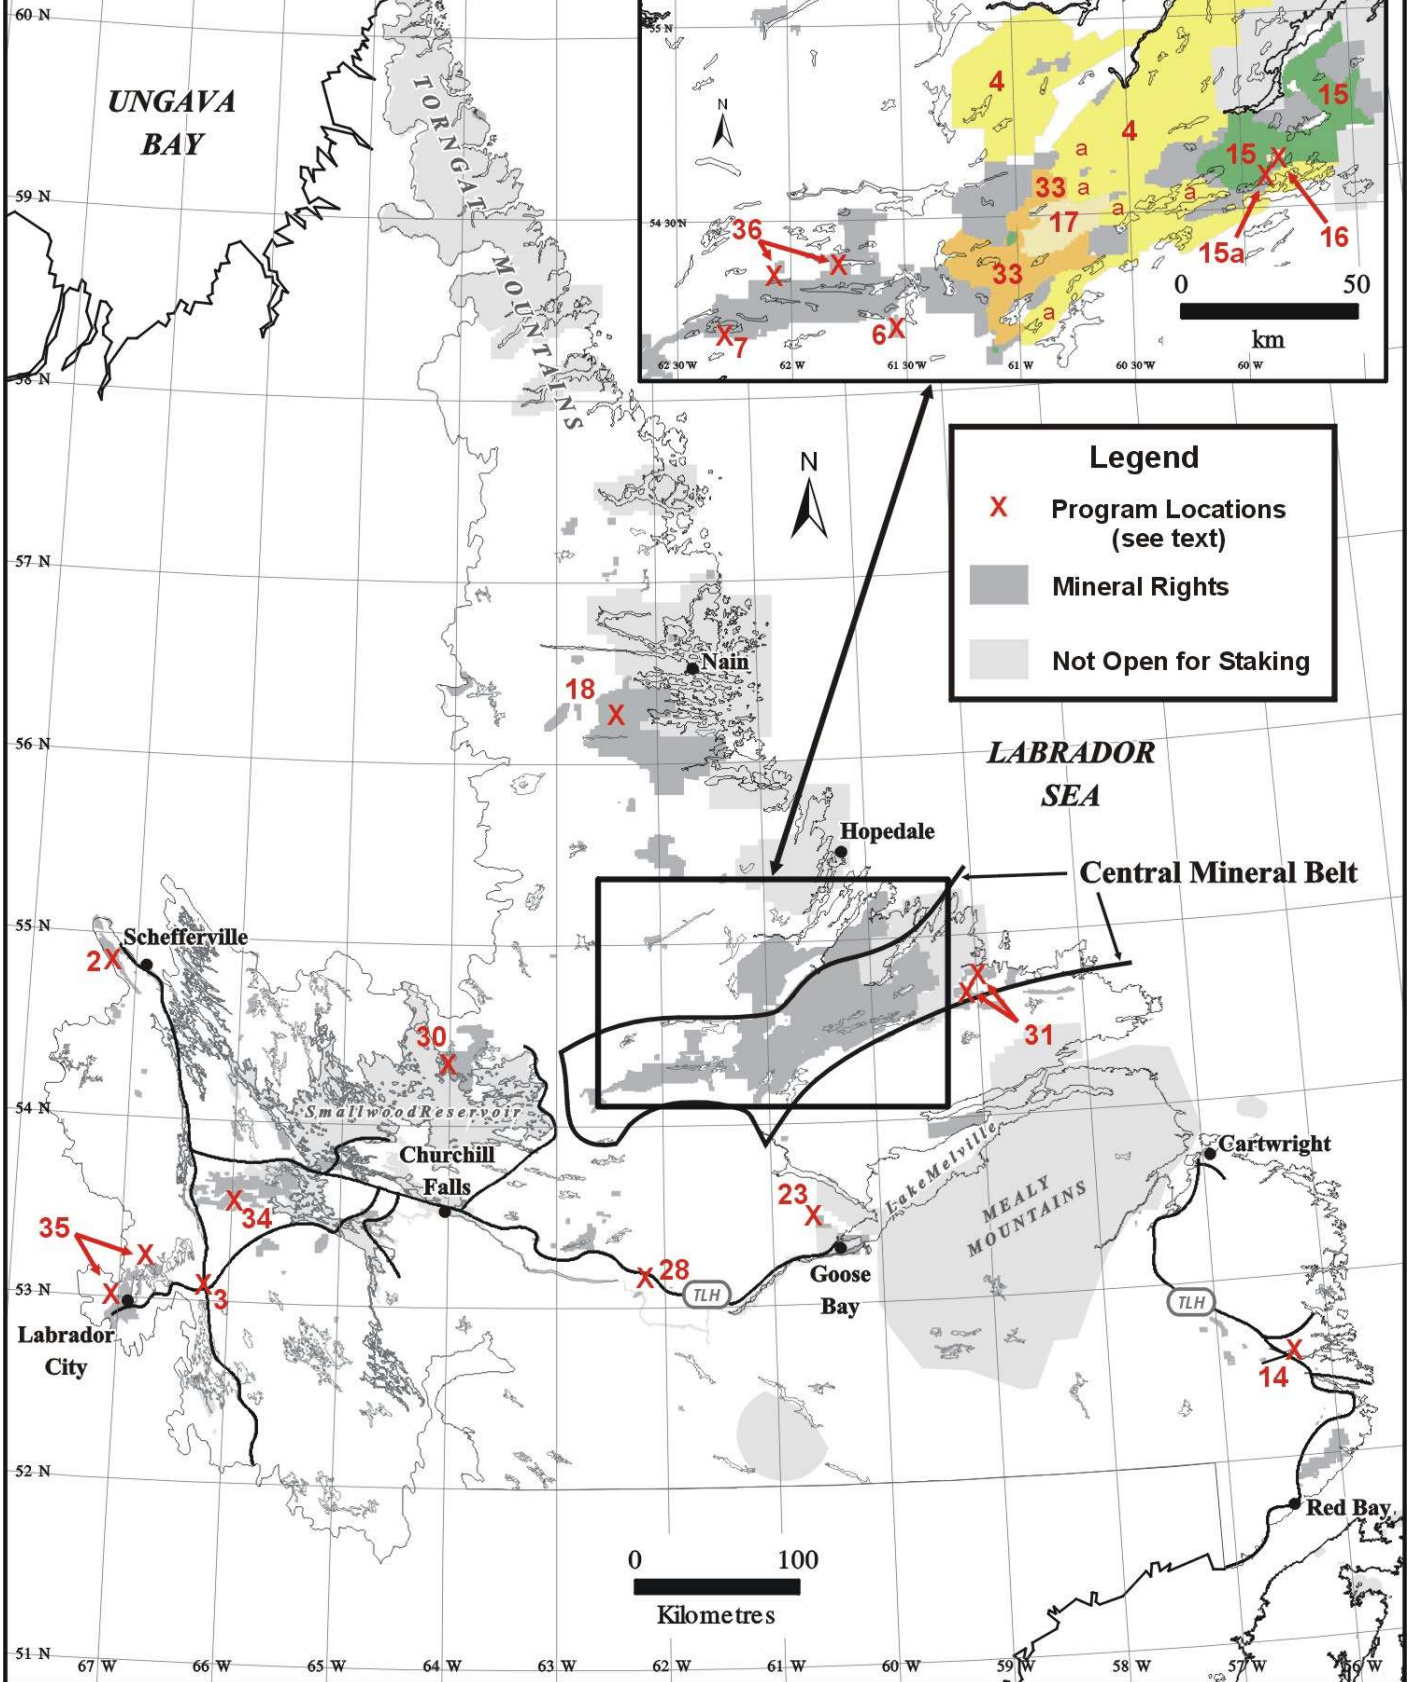 60 N
UNGAVA
BAY
59 N
58 N
57 N
56 N
55 N
54 N
53 N
52 N
51 N
TORNGAT MOUNTAINS
55 N
N
4
4
15
a
15
33
a
17
a
a
54 30 N
36
15a
16
33
a
7
6
0
50
km
62 30 W
62 W
61 30 W
61 W
60 30 W
60 W
Legend
X
Program Locations
(see text)
Mineral Rights
Not Open for Staking
N
Nain
18
LABRADOR
SEA
Hopedale
Central Mineral Belt
Schefferville
2
31
30
Smallwood Reservoir
Churchill
Falls
Cartwright
Lake Melville
MEALY
MOUNTAINS
23
34
35
28
3
Goose
Bay
TLH
TLH
Labrador
City
14
Red Bay
0
100
Kilometres
67 W
66 W
65 W
64 W
63 W
62 W
61 W
60 W
59 W
58 W
57 W
56 W